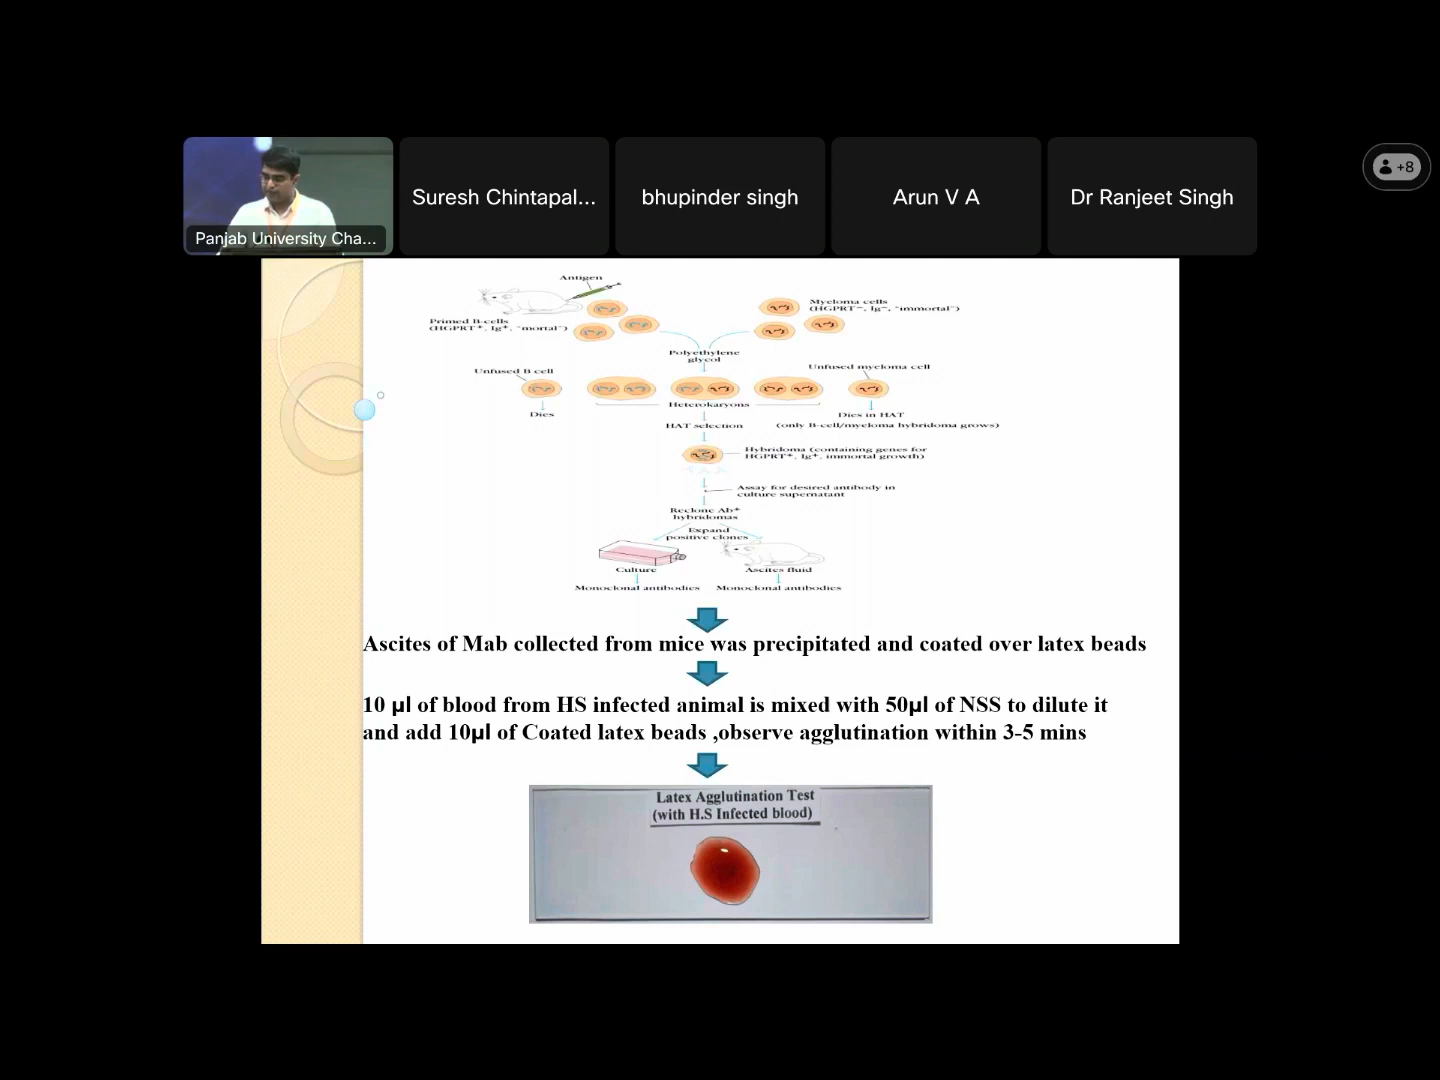 Suresh Chintapal...
bhupinder singh
Arun V A
Dr Ranjeet Singh
+8
Panjab University Cha...
Antigen
Primed B-cells
(HGPRT⁺, Ig⁺, "mortal")
Myeloma cells
(HGPRT⁻, Ig⁻, "immortal")
Polyethylene
glycol
Unfused B cell
Unfused myeloma cell
Heterokaryons
Dies
Dies in HAT
HAT selection
(only B-cell/myeloma hybridoma grows)
Hybridoma (containing genes for
HGPRT⁺, Ig⁺, immortal growth)
Assay for desired antibody in
culture supernatant
Reclone Ab⁺
hybridomas
Expand
positive clones
Culture
Ascites fluid
Monoclonal antibodies
Monoclonal antibodies
Ascites of Mab collected from mice was precipitated and coated over latex beads
10 µl of blood from HS infected animal is mixed with 50µl of NSS to dilute it
and add 10µl of Coated latex beads ,observe agglutination within 3-5 mins
Latex Agglutination Test
(with H.S Infected blood)